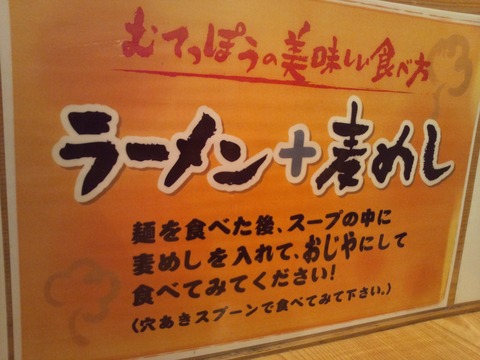 むてっぽうの美味しい食べ方
ラーメン+麦めし
麺を食べた後、スープの中に
麦めしを入れて、おじやにして
食べてみてください!
(穴あきスプーンで食べてみて下さい。)